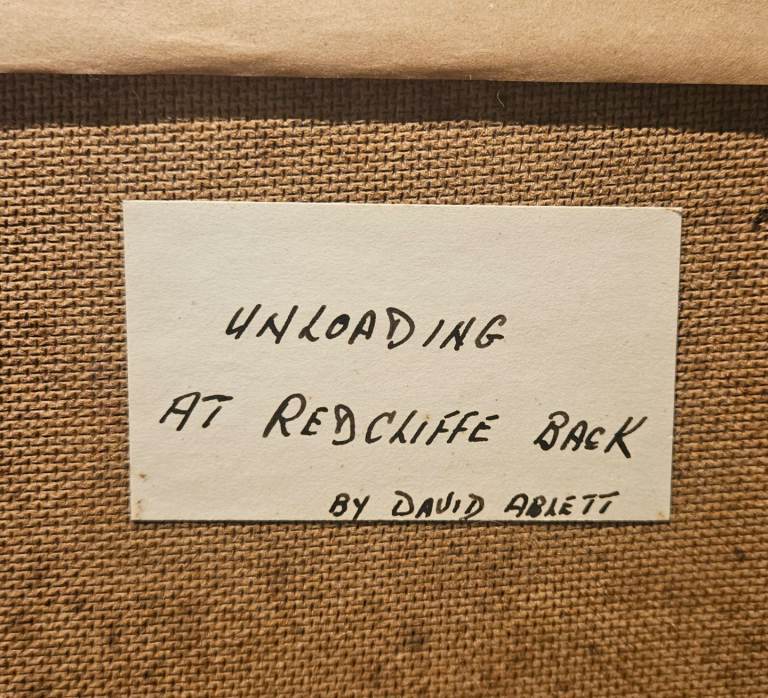 UNLOADING
AT REDCLIFFE BACK
BY DAVID ABLETT